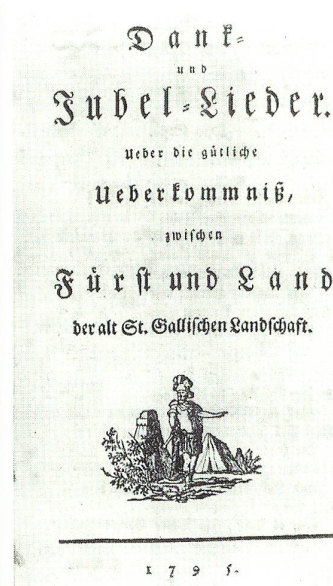 Dank-
und
Jubel-Lieder.
Ueber die gütliche
Ueberkommniß,
zwischen
Fürst und Land
der alt St. Gallischen Landschaft.
1795.